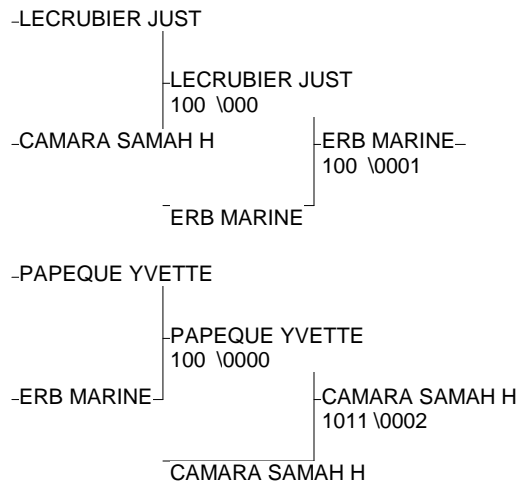 LECRUBIER JUST
LECRUBIER JUST
100 \000
CAMARA SAMAH H
ERB MARINE
100 \0001
ERB MARINE
PAPEQUE YVETTE
PAPEQUE YVETTE
100 \0000
ERB MARINE
CAMARA SAMAH H
1011 \0002
CAMARA SAMAH H